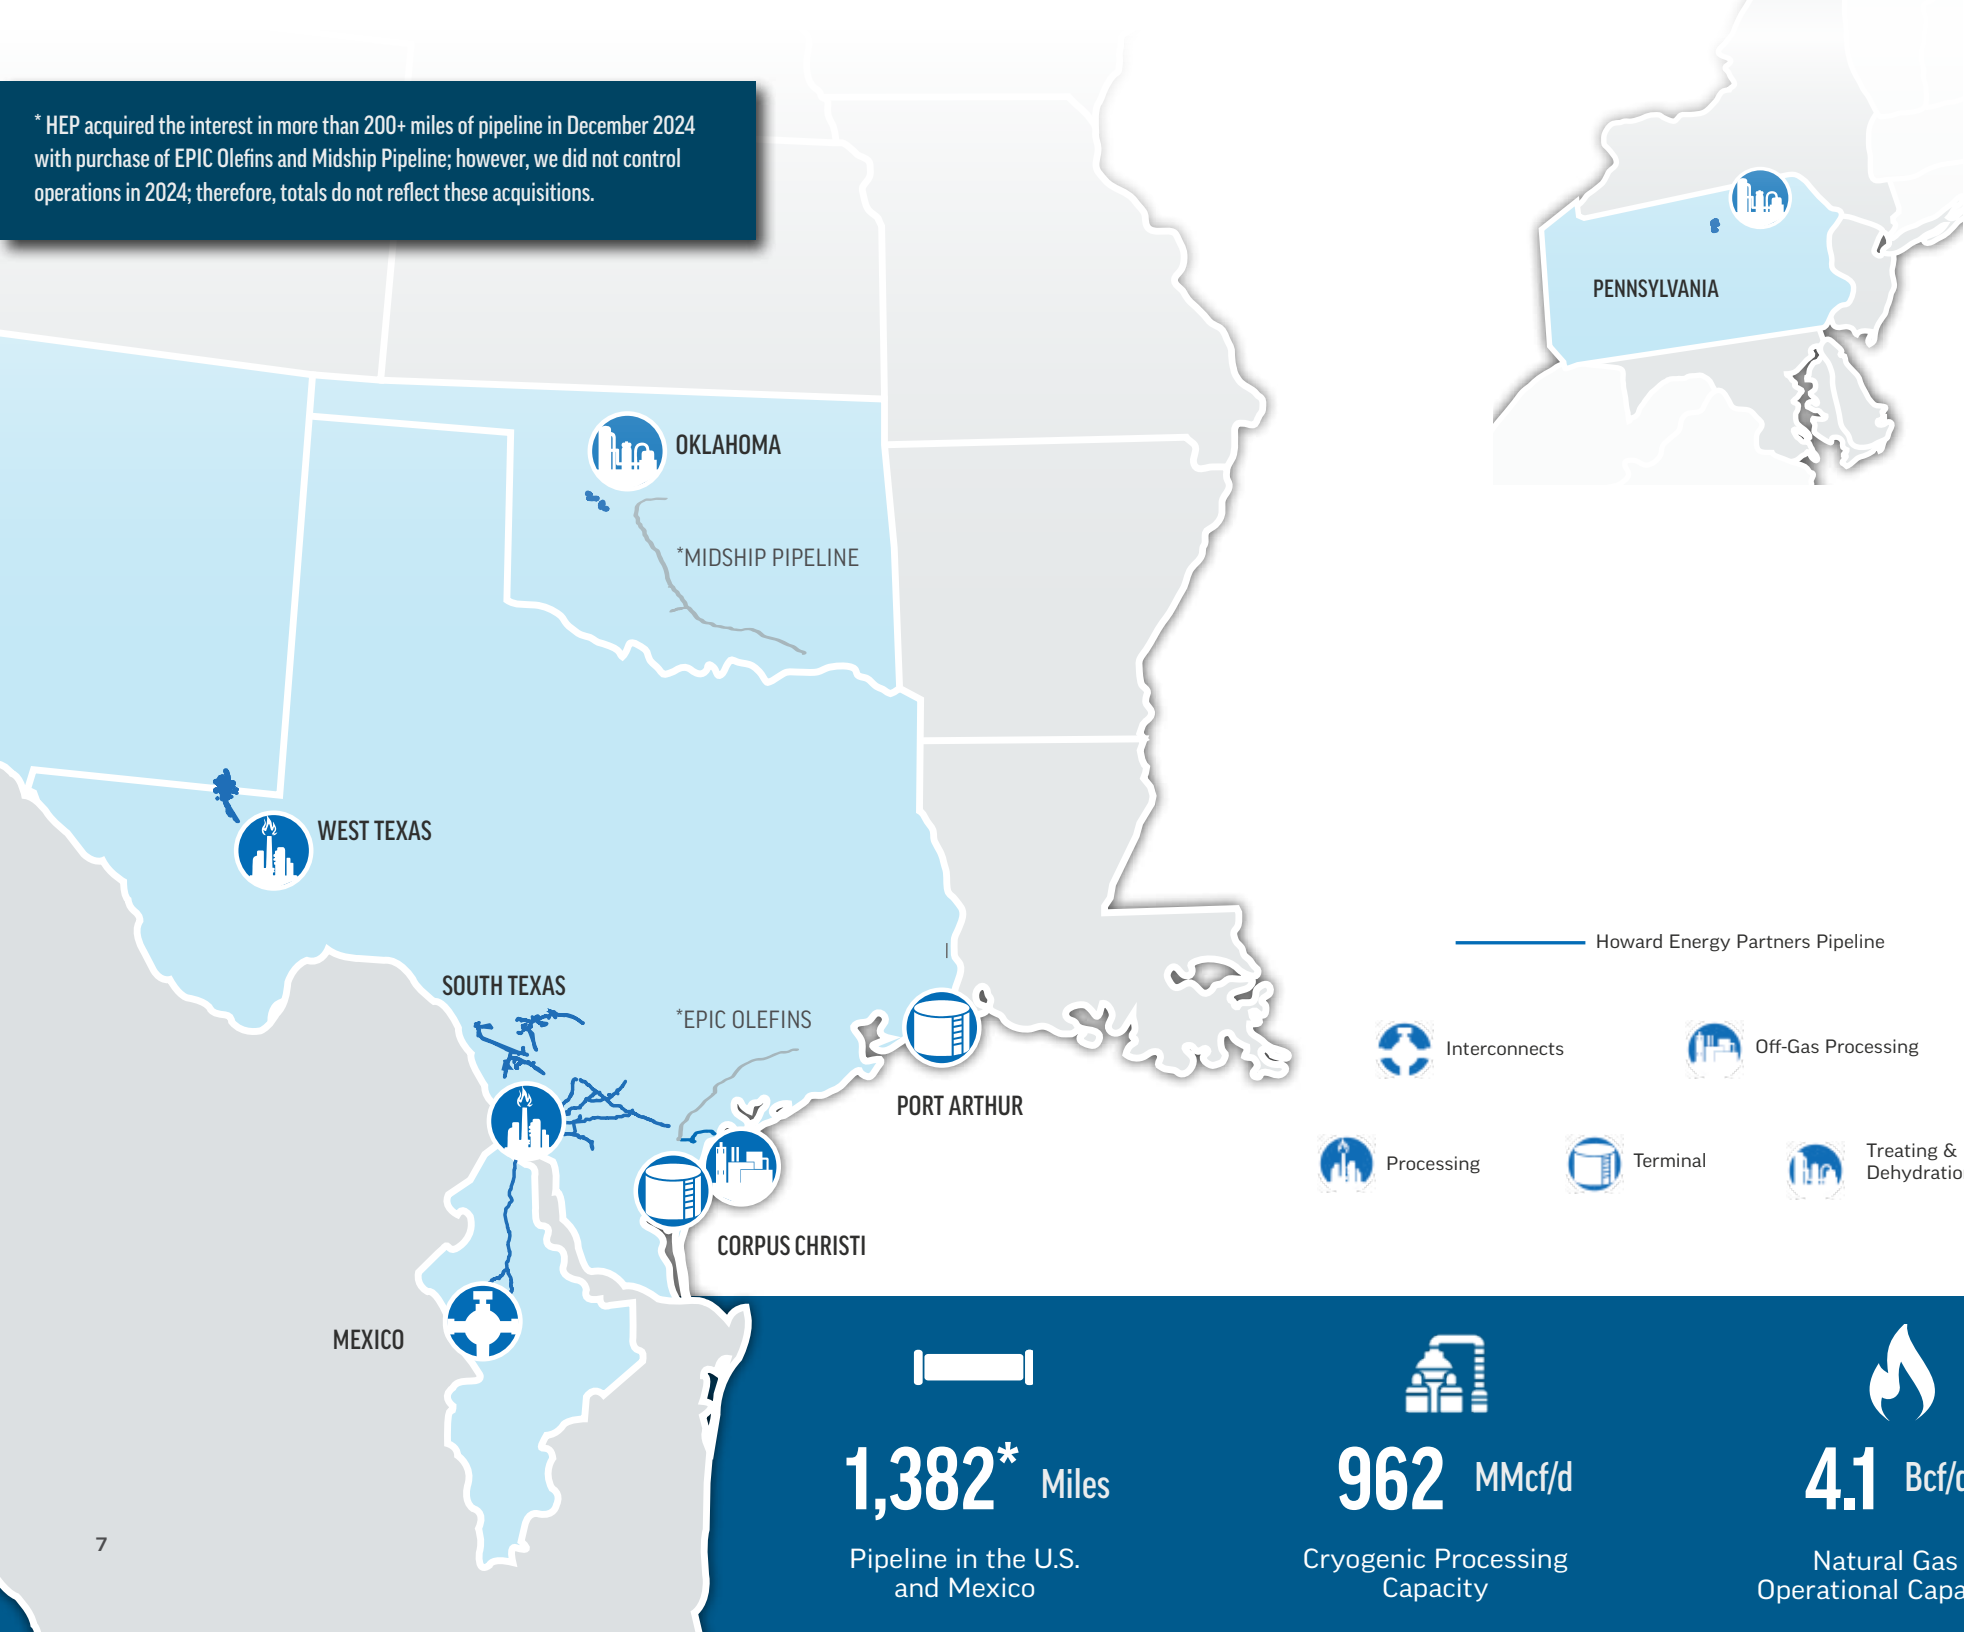 * HEP acquired the interest in more than 200+ miles of pipeline in December 2024
with purchase of EPIC Olefins and Midship Pipeline; however, we did not control
operations in 2024; therefore, totals do not reflect these acquisitions.
PENNSYLVANIA
OKLAHOMA
*MIDSHIP PIPELINE
WEST TEXAS
SOUTH TEXAS
*EPIC OLEFINS
PORT ARTHUR
CORPUS CHRISTI
MEXICO
Howard Energy Partners Pipeline
Interconnects
Off-Gas Processing
Processing
Terminal
Treating &
Dehydratio
1,382* Miles
Pipeline in the U.S.
and Mexico
962 MMcf/d
Cryogenic Processing
Capacity
4.1 Bcf/d
Natural Gas
Operational Capa
7